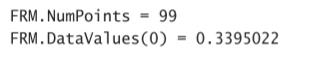 FRM.NumPoints = 99
FRM.DataValues(0) = 0.3395022